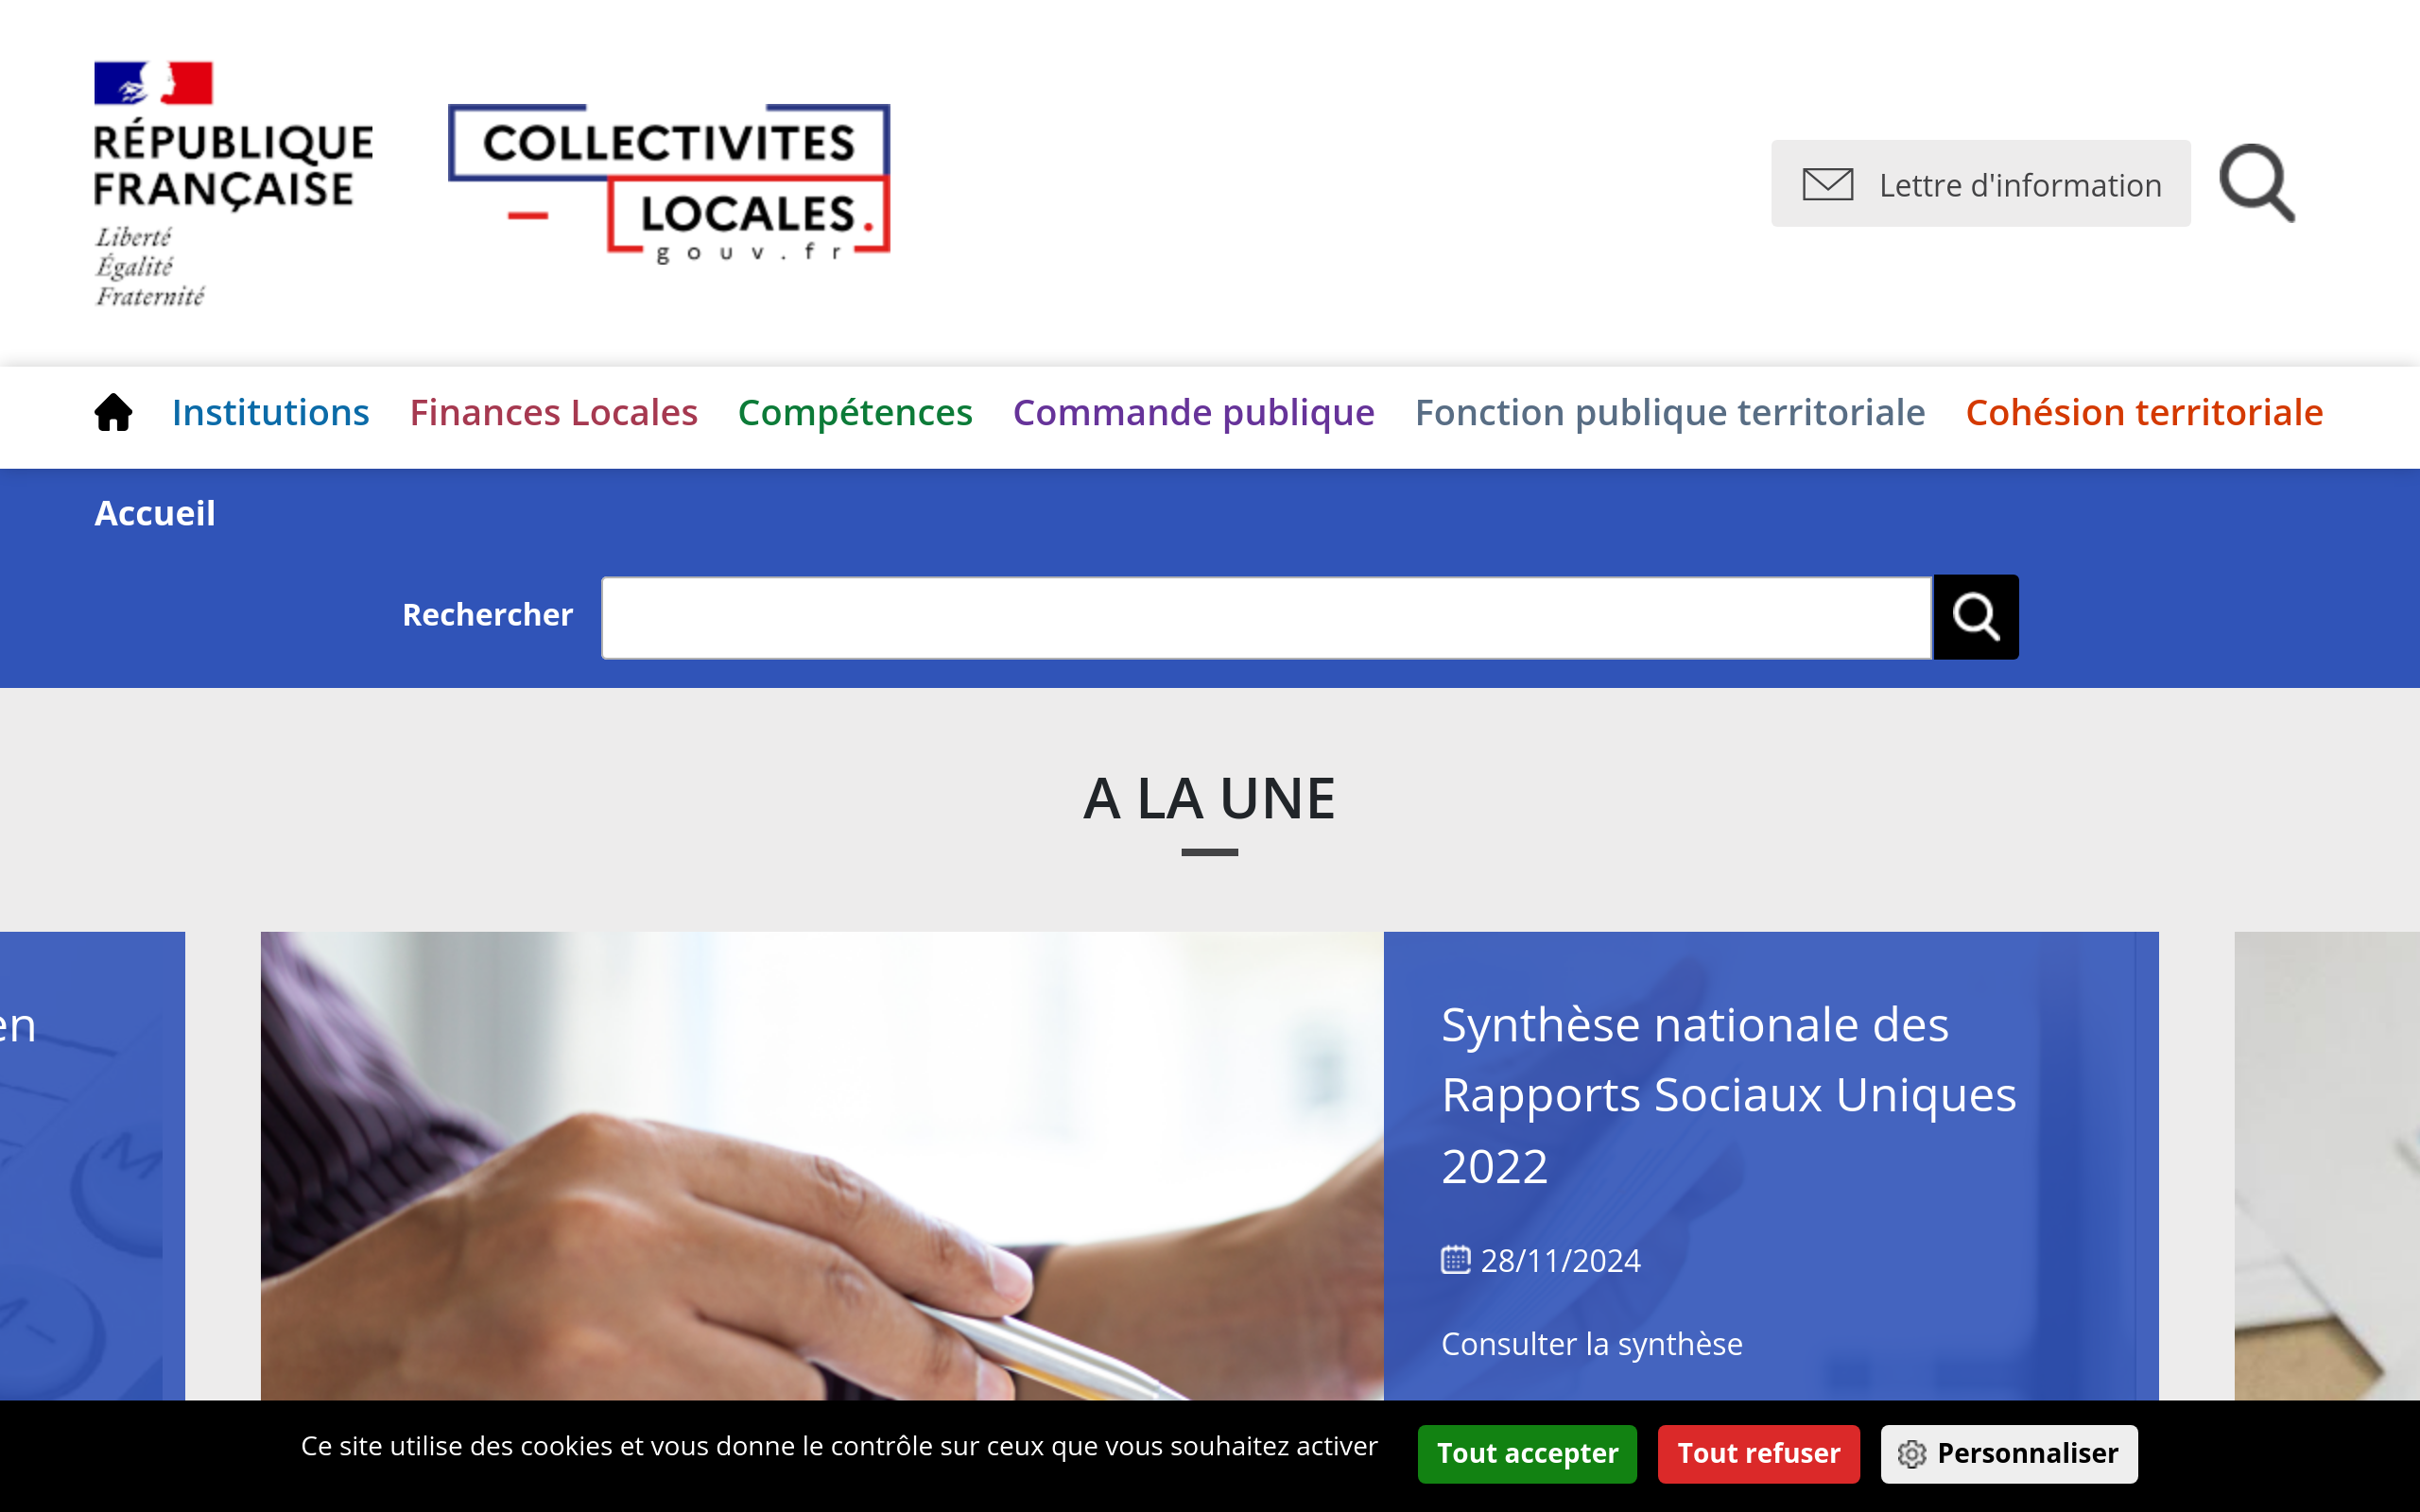 RÉPUBLIQUE
FRANÇAISE
Liberté
Égalité
Fraternité
COLLECTIVITES
LOCALES.
gouv.fr
Lettre d'information
Institutions Finances Locales Compétences Commande publique Fonction publique territoriale Cohésion territoriale
Accueil
Rechercher
A LA UNE
en
Synthèse nationale des
Rapports Sociaux Uniques
2022
28/11/2024
Consulter la synthèse
Ce site utilise des cookies et vous donne le contrôle sur ceux que vous souhaitez activer Tout accepter Tout refuser Personnaliser